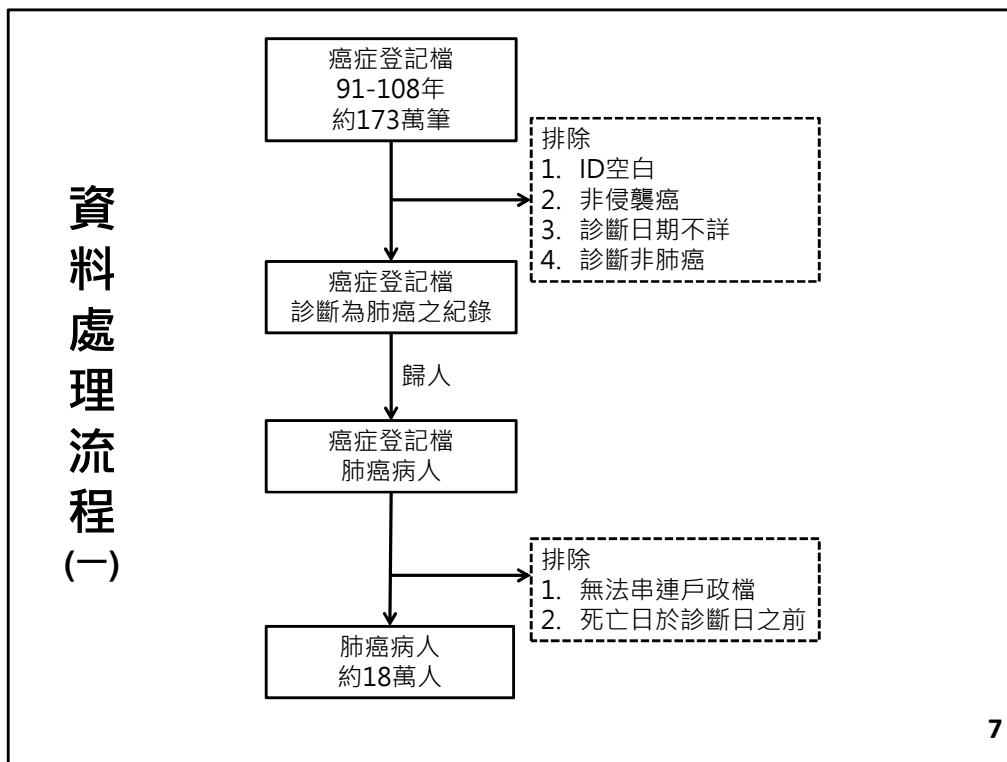 資料處理流程(一)
癌症登記檔
91-108年
約173萬筆
排除
1. ID空白
2. 非侵襲癌
3. 診斷日期不詳
4. 診斷非肺癌
癌症登記檔
診斷為肺癌之紀錄
歸人
癌症登記檔
肺癌病人
排除
1. 無法串連戶政檔
2. 死亡日於診斷日之前
肺癌病人
約18萬人
7